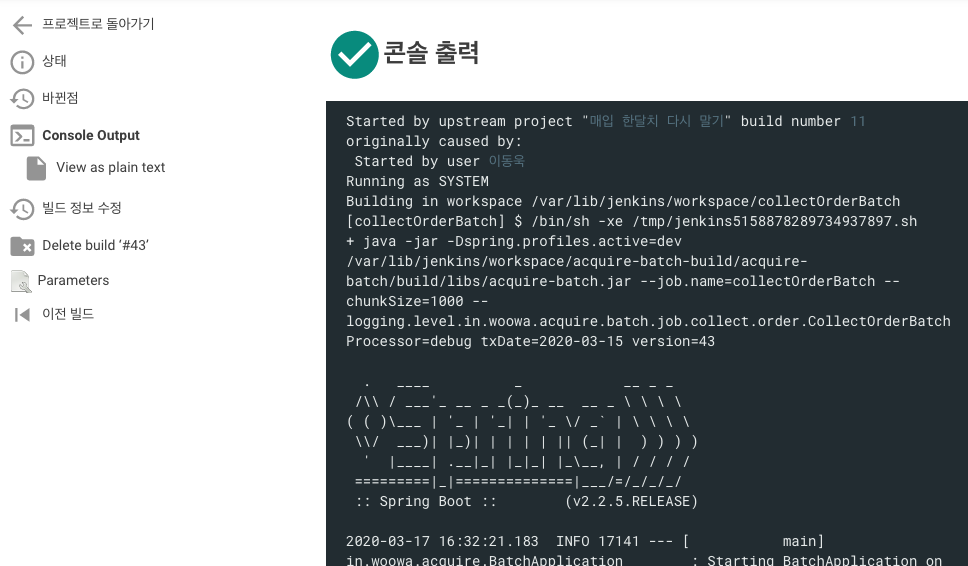 프로젝트로 돌아가기
상태
바뀐점
Console Output
View as plain text
빌드 정보 수정
Delete build ‘#43’
Parameters
이전 빌드
콘솔 출력
Started by upstream project "매입 한달치 다시 말기" build number 11
originally caused by:
 Started by user 이동욱
Running as SYSTEM
Building in workspace /var/lib/jenkins/workspace/collectOrderBatch
[collectOrderBatch] $ /bin/sh -xe /tmp/jenkins5158878289734937897.sh
+ java -jar -Dspring.profiles.active=dev
/var/lib/jenkins/workspace/acquire-batch-build/acquire-
batch/build/libs/acquire-batch.jar --job.name=collectOrderBatch --
chunkSize=1000 --
logging.level.in.woowa.acquire.batch.job.collect.order.CollectOrderBatch
Processor=debug txDate=2020-03-15 version=43
  .   ____          _            __ _ _
 /\\ / ___'_ __ _ _(_)_ __  __ _ \ \ \ \
( ( )\___ | '_ | '_| | '_ \/ _` | \ \ \ \
 \\/  ___)| |_)| | | | | || (_| |  ) ) ) )
  '  |____| .__|_| |_|_| |_\__, | / / / /
 =========|_|==============|___/=/_/_/_/
 :: Spring Boot ::        (v2.2.5.RELEASE)
2020-03-17 16:32:21.183  INFO 17141 --- [           main]
in.woowa.acquire.BatchApplication        : Starting BatchApplication on